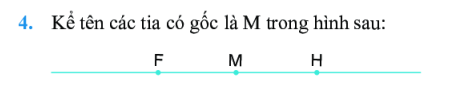 4. Kể tên các tia có gốc là M trong hình sau:
F M H